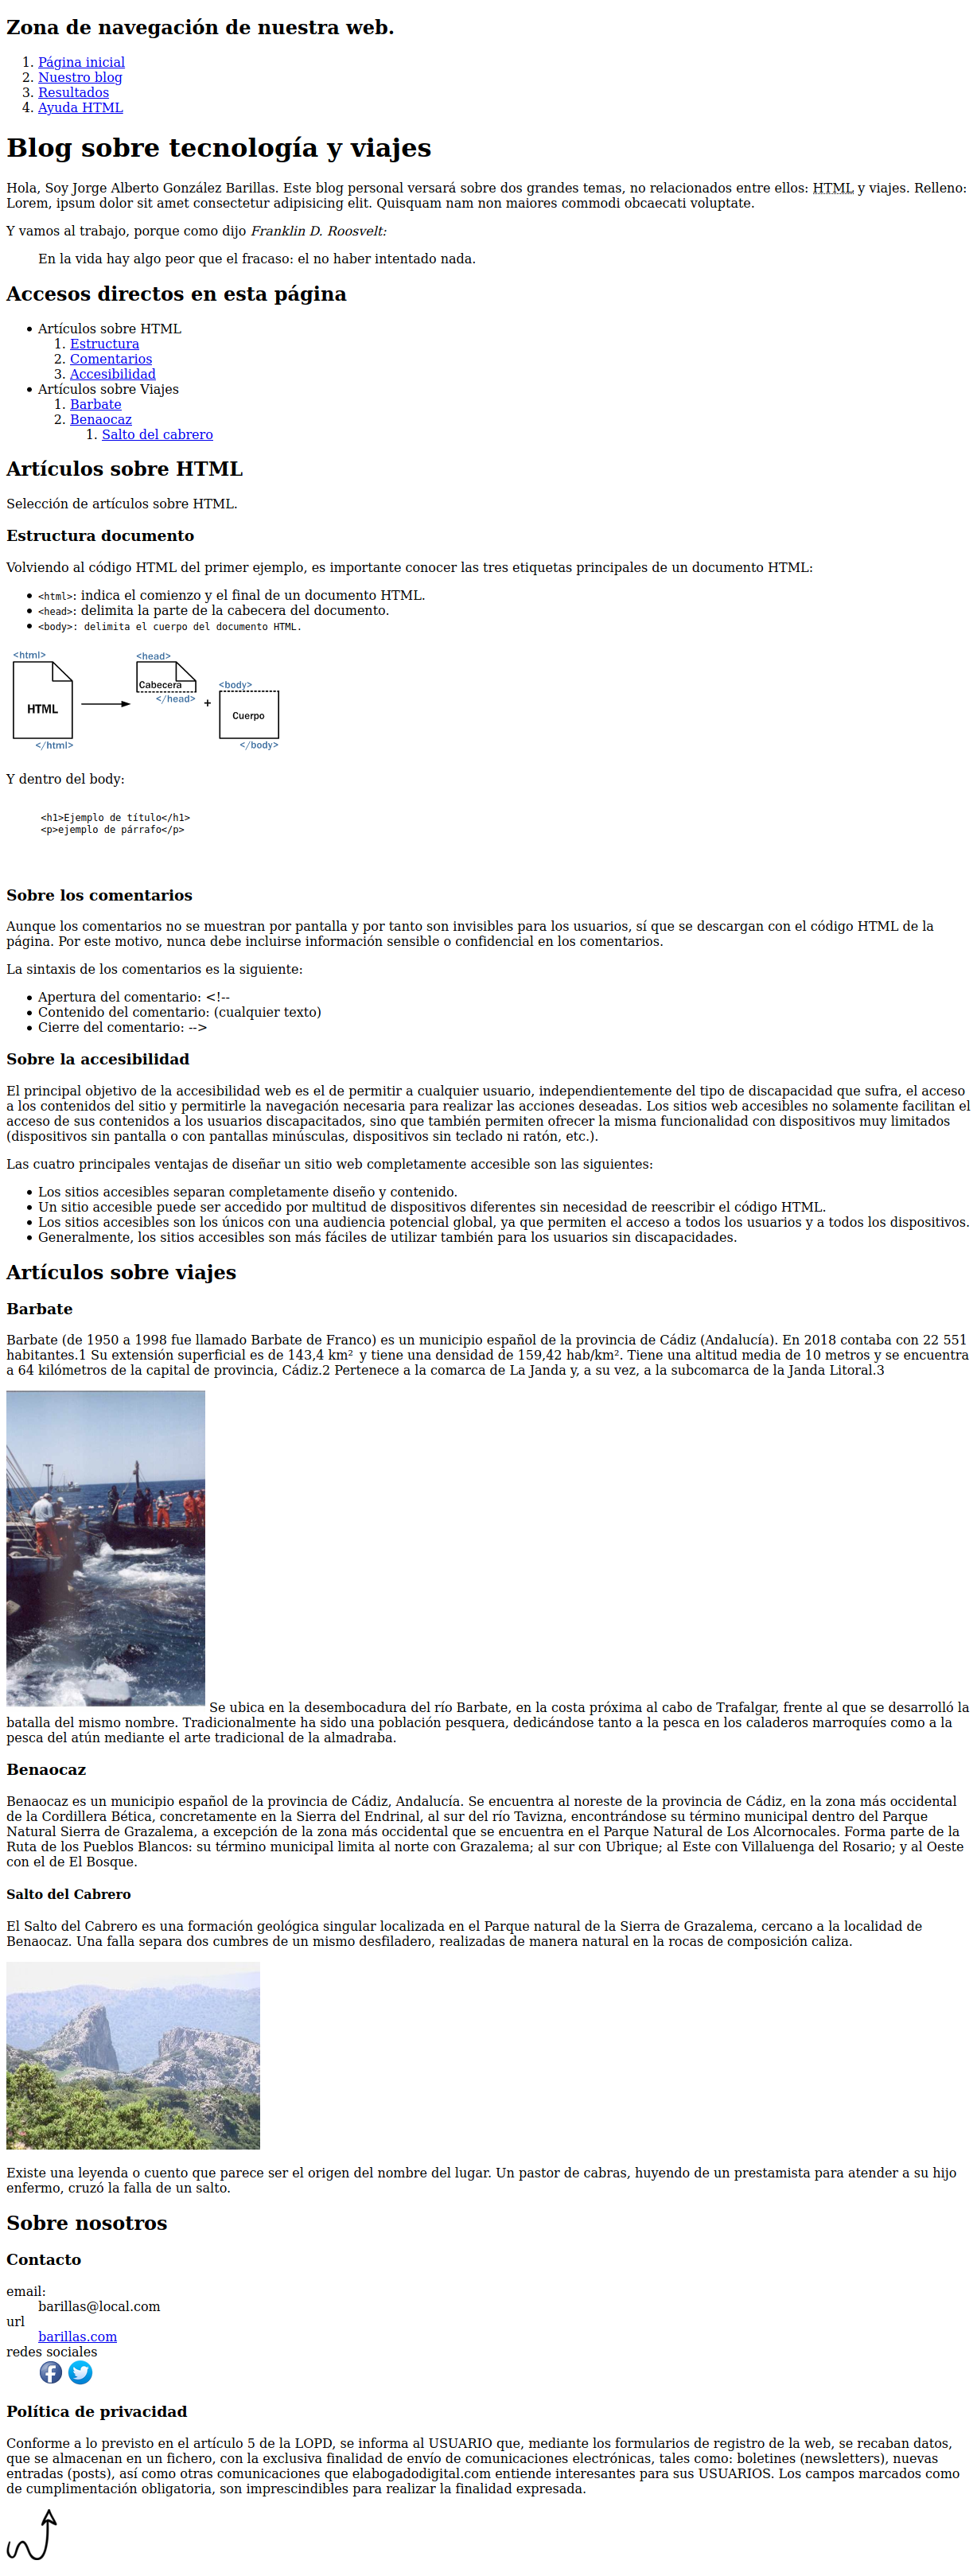 Zona de navegación de nuestra web.
1. Página inicial
2. Nuestro blog
3. Resultados
4. Ayuda HTML
Blog sobre tecnología y viajes
Hola, Soy Jorge Alberto González Barillas. Este blog personal versará sobre dos grandes temas, no relacionados entre ellos: HTML y viajes. Relleno:
Lorem, ipsum dolor sit amet consectetur adipisicing elit. Quisquam nam non maiores commodi obcaecati voluptate.
Y vamos al trabajo, porque como dijo Franklin D. Roosvelt:
En la vida hay algo peor que el fracaso: el no haber intentado nada.
Accesos directos en esta página
• Artículos sobre HTML
1. Estructura
2. Comentarios
3. Accesibilidad
• Artículos sobre Viajes
1. Barbate
2. Benaocaz
1. Salto del cabrero
Artículos sobre HTML
Selección de artículos sobre HTML.
Estructura documento
Volviendo al código HTML del primer ejemplo, es importante conocer las tres etiquetas principales de un documento HTML:
• <html>: indica el comienzo y el final de un documento HTML.
• <head>: delimita la parte de la cabecera del documento.
• <body>: delimita el cuerpo del documento HTML.
<html>
HTML
</html>
<head>
Cabecera
</head>
+
<body>
Cuerpo
</body>
Y dentro del body:
<h1>Ejemplo de título</h1>
<p>ejemplo de párrafo</p>
Sobre los comentarios
Aunque los comentarios no se muestran por pantalla y por tanto son invisibles para los usuarios, sí que se descargan con el código HTML de la
página. Por este motivo, nunca debe incluirse información sensible o confidencial en los comentarios.
La sintaxis de los comentarios es la siguiente:
• Apertura del comentario: <!--
• Contenido del comentario: (cualquier texto)
• Cierre del comentario: -->
Sobre la accesibilidad
El principal objetivo de la accesibilidad web es el de permitir a cualquier usuario, independientemente del tipo de discapacidad que sufra, el acceso
a los contenidos del sitio y permitirle la navegación necesaria para realizar las acciones deseadas. Los sitios web accesibles no solamente facilitan el
acceso de sus contenidos a los usuarios discapacitados, sino que también permiten ofrecer la misma funcionalidad con dispositivos muy limitados
(dispositivos sin pantalla o con pantallas minúsculas, dispositivos sin teclado ni ratón, etc.).
Las cuatro principales ventajas de diseñar un sitio web completamente accesible son las siguientes:
• Los sitios accesibles separan completamente diseño y contenido.
• Un sitio accesible puede ser accedido por multitud de dispositivos diferentes sin necesidad de reescribir el código HTML.
• Los sitios accesibles son los únicos con una audiencia potencial global, ya que permiten el acceso a todos los usuarios y a todos los dispositivos.
• Generalmente, los sitios accesibles son más fáciles de utilizar también para los usuarios sin discapacidades.
Artículos sobre viajes
Barbate
Barbate (de 1950 a 1998 fue llamado Barbate de Franco) es un municipio español de la provincia de Cádiz (Andalucía). En 2018 contaba con 22 551
habitantes.1 Su extensión superficial es de 143,4 km² y tiene una densidad de 159,42 hab/km². Tiene una altitud media de 10 metros y se encuentra
a 64 kilómetros de la capital de provincia, Cádiz.2 Pertenece a la comarca de La Janda y, a su vez, a la subcomarca de la Janda Litoral.3
Se ubica en la desembocadura del río Barbate, en la costa próxima al cabo de Trafalgar, frente al que se desarrolló la
batalla del mismo nombre. Tradicionalmente ha sido una población pesquera, dedicándose tanto a la pesca en los caladeros marroquíes como a la
pesca del atún mediante el arte tradicional de la almadraba.
Benaocaz
Benaocaz es un municipio español de la provincia de Cádiz, Andalucía. Se encuentra al noreste de la provincia de Cádiz, en la zona más occidental
de la Cordillera Bética, concretamente en la Sierra del Endrinal, al sur del río Tavizna, encontrándose su término municipal dentro del Parque
Natural Sierra de Grazalema, a excepción de la zona más occidental que se encuentra en el Parque Natural de Los Alcornocales. Forma parte de la
Ruta de los Pueblos Blancos: su término municipal limita al norte con Grazalema; al sur con Ubrique; al Este con Villaluenga del Rosario; y al Oeste
con el de El Bosque.
Salto del Cabrero
El Salto del Cabrero es una formación geológica singular localizada en el Parque natural de la Sierra de Grazalema, cercano a la localidad de
Benaocaz. Una falla separa dos cumbres de un mismo desfiladero, realizadas de manera natural en la rocas de composición caliza.
Existe una leyenda o cuento que parece ser el origen del nombre del lugar. Un pastor de cabras, huyendo de un prestamista para atender a su hijo
enfermo, cruzó la falla de un salto.
Sobre nosotros
Contacto
email:
barillas@local.com
url
barillas.com
redes sociales
Política de privacidad
Conforme a lo previsto en el artículo 5 de la LOPD, se informa al USUARIO que, mediante los formularios de registro de la web, se recaban datos,
que se almacenan en un fichero, con la exclusiva finalidad de envío de comunicaciones electrónicas, tales como: boletines (newsletters), nuevas
entradas (posts), así como otras comunicaciones que elabogadodigital.com entiende interesantes para sus USUARIOS. Los campos marcados como
de cumplimentación obligatoria, son imprescindibles para realizar la finalidad expresada.